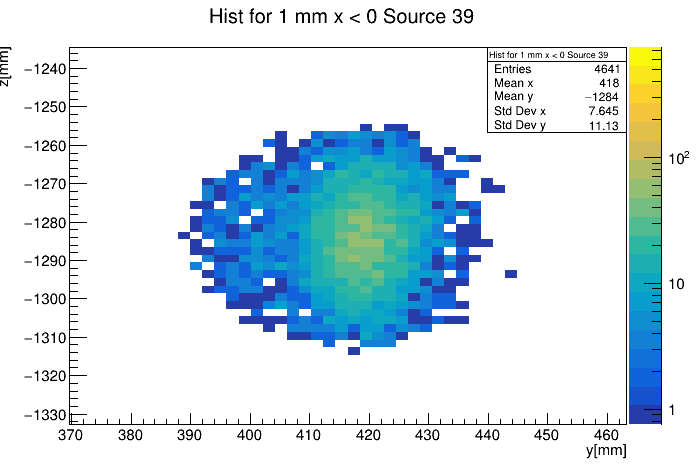 Hist for 1 mm x < 0 Source 39
z[mm]
Hist for 1 mm x < 0 Source 39
Entries 4641
Mean x 418
Mean y −1284
Std Dev x 7.645
Std Dev y 11.13
−1240
−1250
−1260
−1270
−1280
−1290
−1300
−1310
−1320
−1330
370 380 390 400 410 420 430 440 450 460
y[mm]
10²
10
1